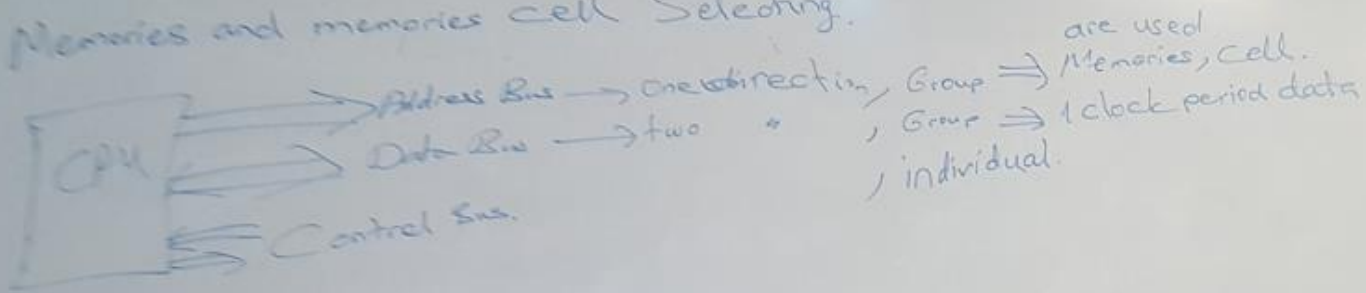 Memories and memories cell Selecting.
are used
Address Bus → one direction, Group ⇒ Memories, cell.
Data Bus → two " , Group ⇒ 1 clock period data
CPU
, individual.
Control Bus.